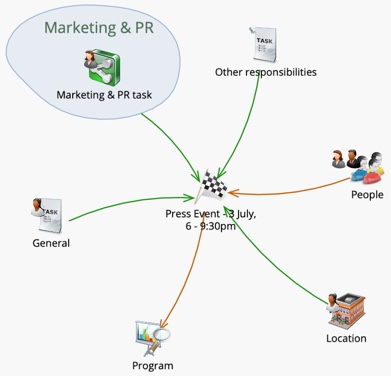 Marketing & PR
Marketing & PR task
TASK
Other responsibilities
People
Press Event - 3 July,
6 - 9:30pm
TASK
General
Location
Program